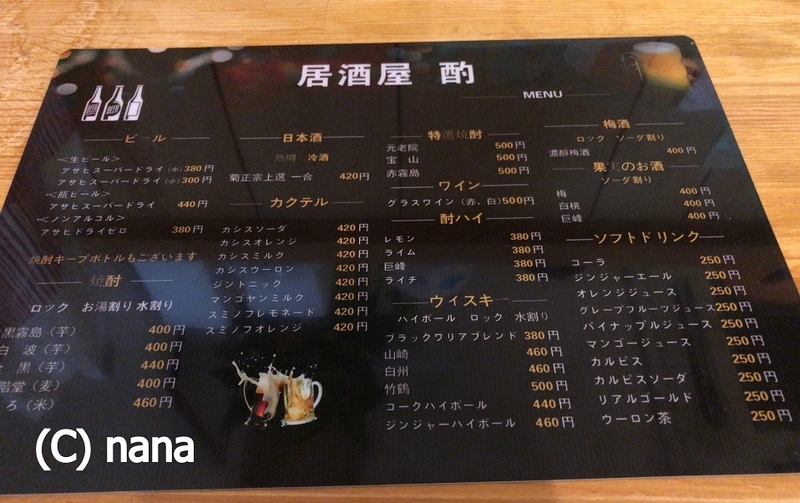 居酒屋 酌
MENU
ビール
<生ビール>
アサヒスーパードライ(中)380円
アサヒスーパードライ(小)300円
<瓶ビール>
アサヒスーパードライ 440円
<ノンアルコール>
アサヒドライゼロ 380円
焼酎キープボトルもございます
焼酎
ロック お湯割り 水割り
黒霧島(芋) 400円
白 波(芋) 400円
黒(芋) 440円
階堂(麦) 400円
ろ(米) 460円
日本酒
熱燗 冷酒
菊正宗上選 一合 420円
カクテル
カシスソーダ 420円
カシスオレンジ 420円
カシスミルク 420円
カシスウーロン 420円
ジントニック 420円
マンゴヤンミルク 420円
スミノフレモネード 420円
スミノフオレンジ 420円
特選焼酎
元老院 500円
宝 山 500円
赤霧島 500円
ワイン
グラスワイン(赤、白)500円
酎ハイ
レモン 380円
ライム 380円
巨峰 380円
ライチ 380円
ウイスキー
ハイボール ロック 水割り
ブラックワリアブレンド 380円
山崎 460円
白州 460円
竹鶴 500円
コークハイボール 440円
ジンジャーハイボール 460円
梅酒
ロック ソーダ割り
濃醇梅酒 400円
果実のお酒
ソーダ割り
梅 400円
白桃 400円
巨峰 400円
ソフトドリンク
コーラ 250円
ジンジャーエール 250円
オレンジジュース 250円
グレープフルーツジュース250円
パイナップルジュース 250円
マンゴージュース 250円
カルピス 250円
カルピスソーダ 250円
リアルゴールド 250円
ウーロン茶 250円
(C) nana